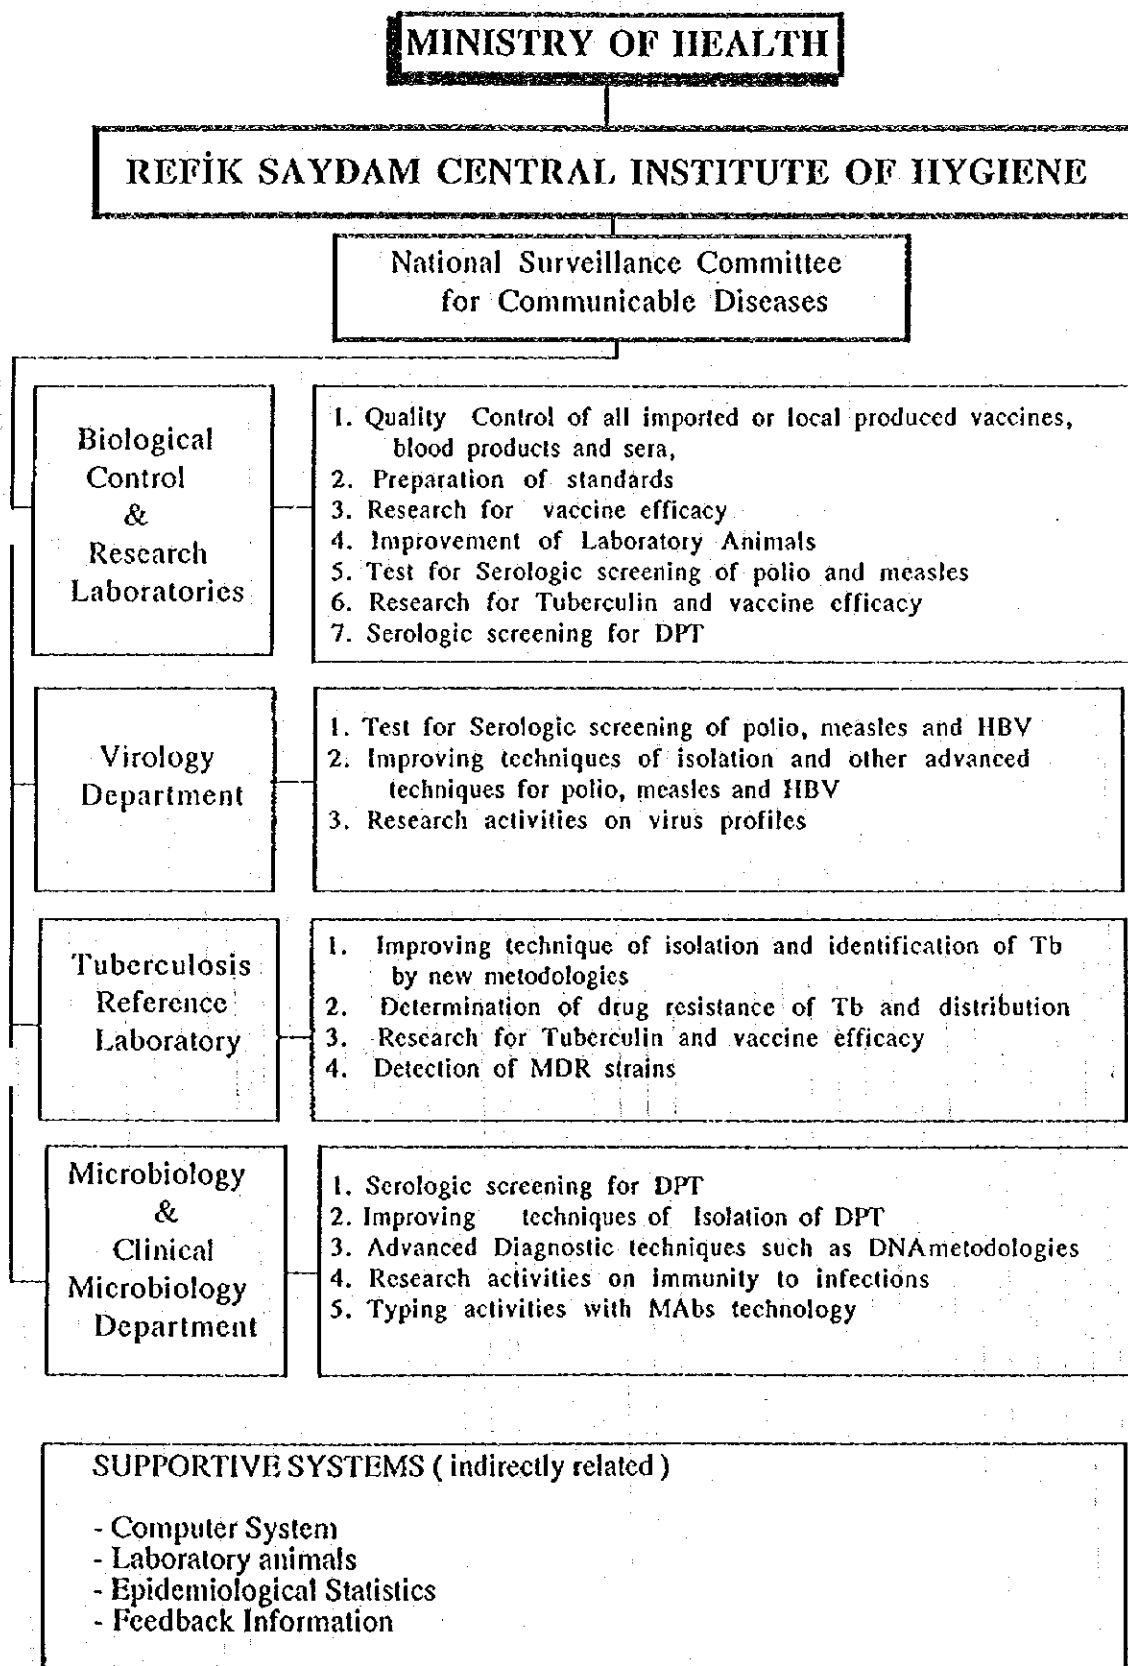 MINISTRY OF HEALTH
REFİK SAYDAM CENTRAL INSTITUTE OF HYGIENE
National Surveillance Committee
for Communicable Diseases
Biological
Control
&
Research
Laboratories
1. Quality Control of all imported or local produced vaccines,
blood products and sera,
2. Preparation of standards
3. Research for vaccine efficacy
4. Improvement of Laboratory Animals
5. Test for Serologic screening of polio and measles
6. Research for Tuberculin and vaccine efficacy
7. Serologic screening for DPT
Virology
Department
1. Test for Serologic screening of polio, measles and HBV
2. Improving techniques of isolation and other advanced
techniques for polio, measles and HBV
3. Research activities on virus profiles
Tuberculosis
Reference
Laboratory
1. Improving technique of isolation and identification of Tb
by new metodologies
2. Determination of drug resistance of Tb and distribution
3. Research for Tuberculin and vaccine efficacy
4. Detection of MDR strains
Microbiology
&
Clinical
Microbiology
Department
1. Serologic screening for DPT
2. Improving techniques of Isolation of DPT
3. Advanced Diagnostic techniques such as DNAmetodologies
4. Research activities on immunity to infections
5. Typing activities with MAbs technology
SUPPORTIVE SYSTEMS ( indirectly related )
- Computer System
- Laboratory animals
- Epidemiological Statistics
- Feedback Information